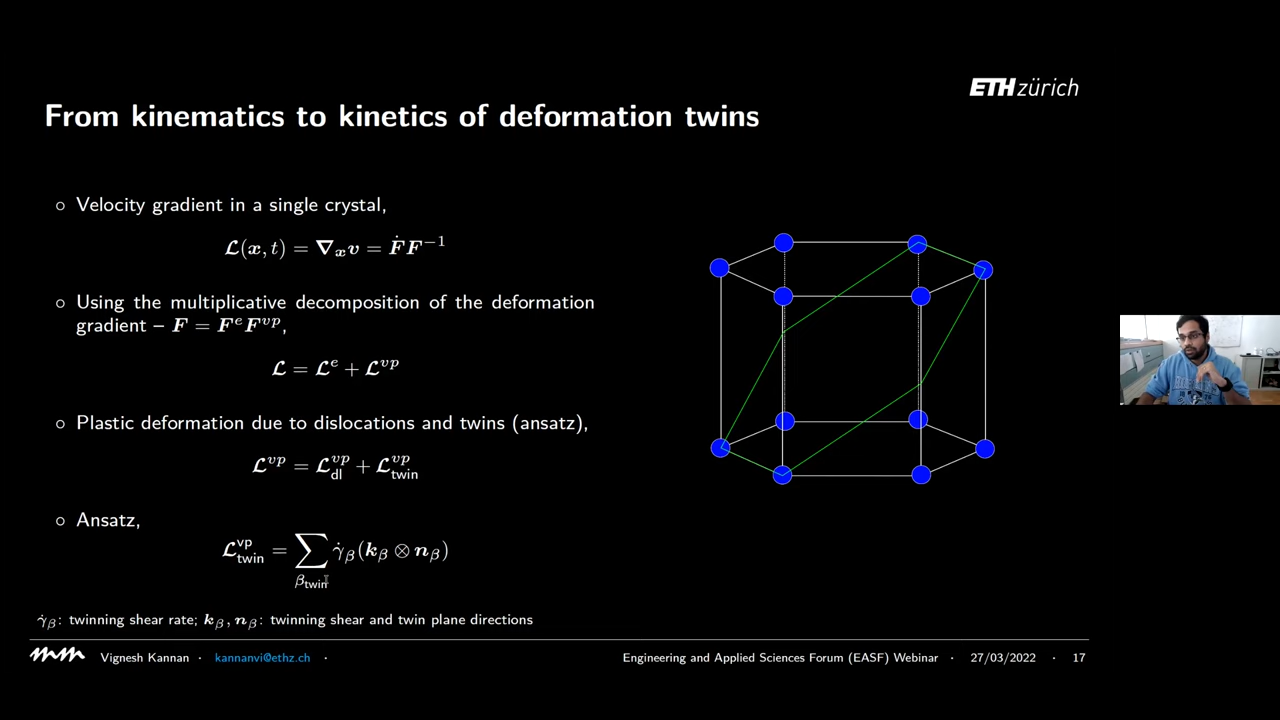 ETH zürich
From kinematics to kinetics of deformation twins
○ Velocity gradient in a single crystal,
𝓛(x, t) = ∇ₓv = ḞF⁻¹
○ Using the multiplicative decomposition of the deformation
gradient – F = FᵉFᵛᵖ,
𝓛 = 𝓛ᵉ + 𝓛ᵛᵖ
○ Plastic deformation due to dislocations and twins (ansatz),
𝓛ᵛᵖ = 𝓛ᵛᵖ_dl + 𝓛ᵛᵖ_twin
○ Ansatz,
𝓛ᵛᵖ_twin = ∑_{β_twin} γ̇_β(k_β ⊗ n_β)
γ̇_β: twinning shear rate; k_β, n_β: twinning shear and twin plane directions
Vignesh Kannan · kannanvi@ethz.ch · Engineering and Applied Sciences Forum (EASF) Webinar · 27/03/2022 · 17